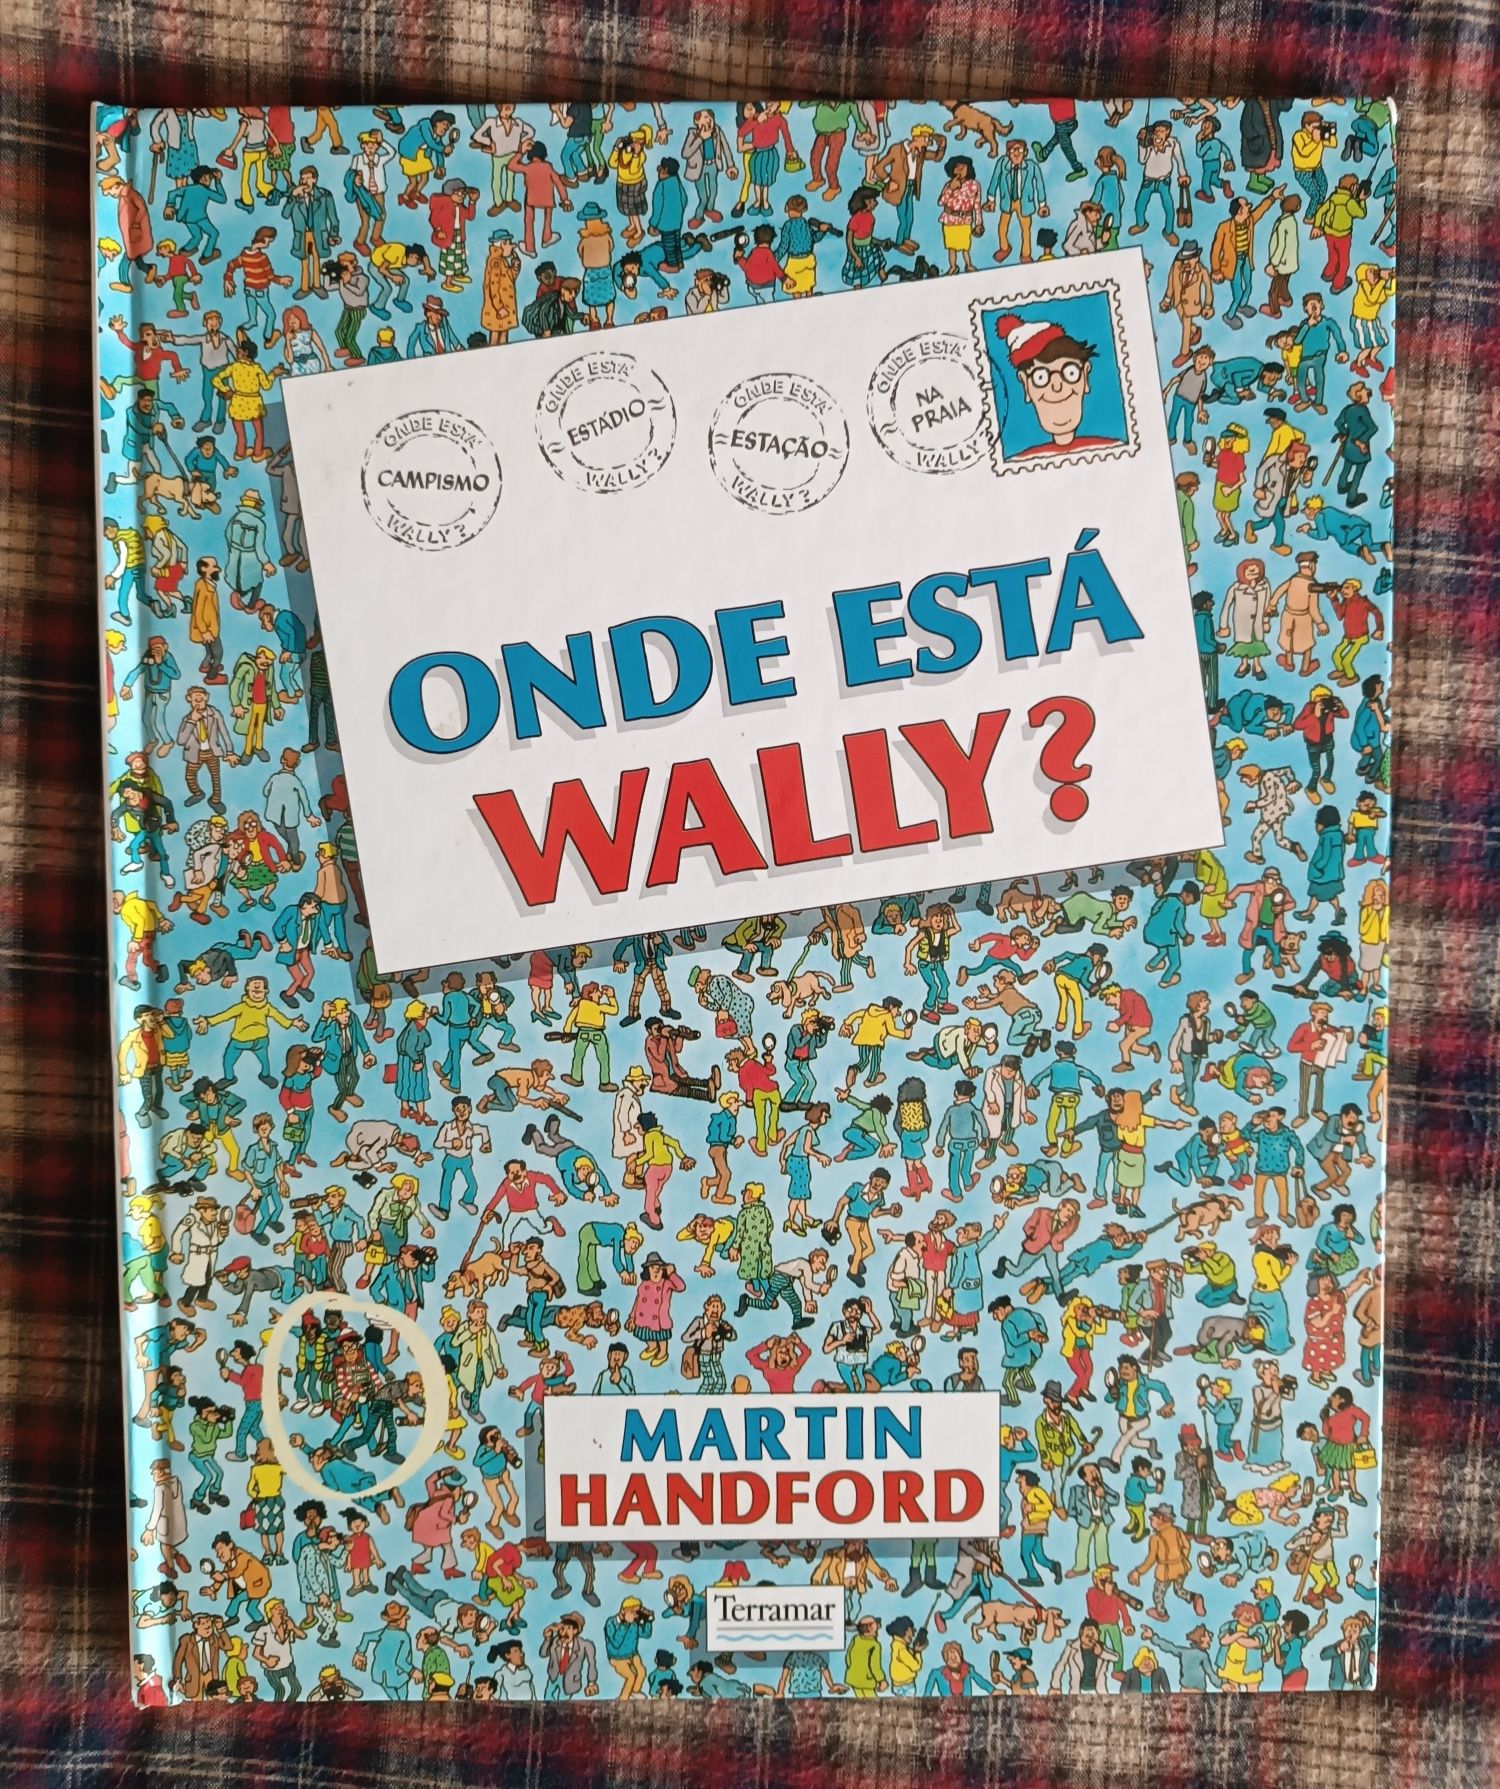 ONDE ESTÁ
CAMPISMO
WALLY?
ONDE ESTÁ
ESTÁDIO
WALLY?
ONDE ESTÁ
ESTAÇÃO
WALLY?
ONDE ESTÁ
NA
PRAIA
WALLY
ONDE ESTÁ
WALLY?
MARTIN
HANDFORD
Terramar